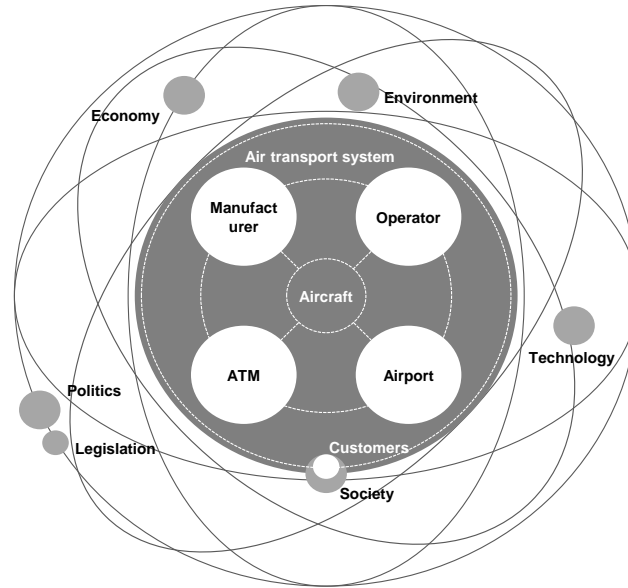 Environment
Economy
Air transport system
Manufact
urer
Operator
Aircraft
Technology
ATM
Airport
Politics
Legislation
Customers
Society